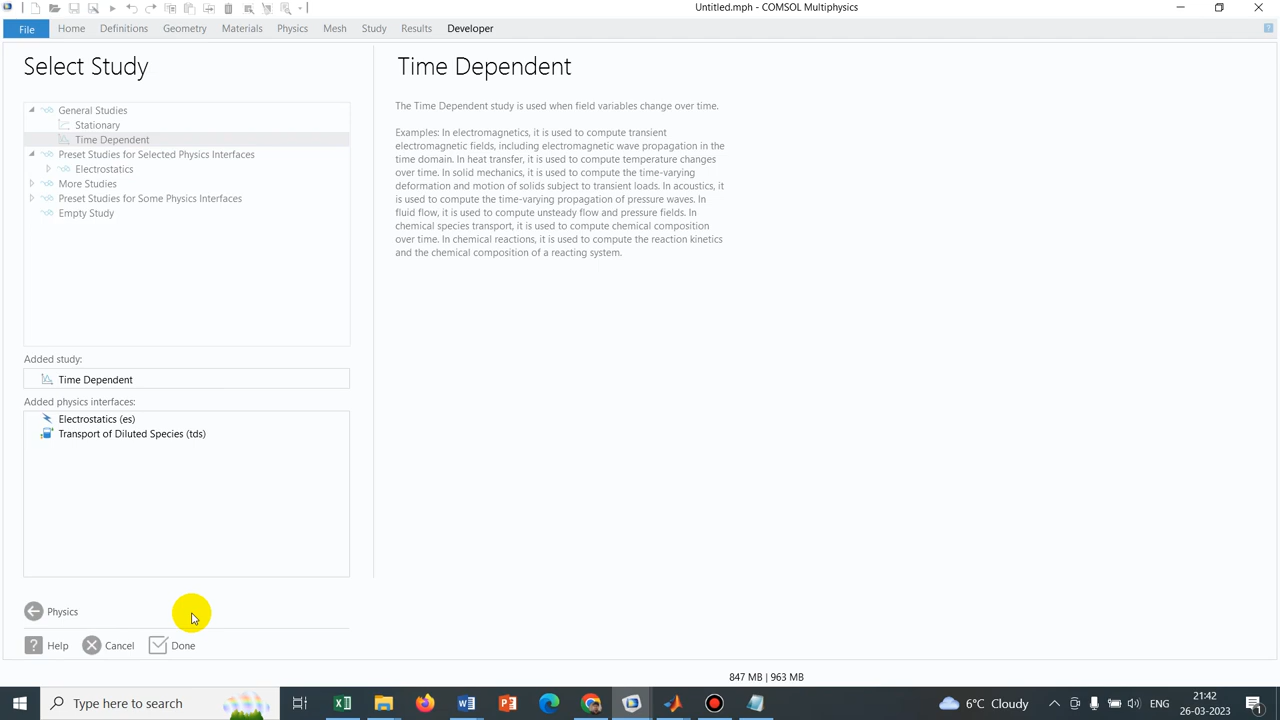 Untitled.mph - COMSOL Multiphysics
File Home Definitions Geometry Materials Physics Mesh Study Results Developer
Select Study
General Studies
Stationary
Time Dependent
Preset Studies for Selected Physics Interfaces
Electrostatics
More Studies
Preset Studies for Some Physics Interfaces
Empty Study
Added study:
Time Dependent
Added physics interfaces:
Electrostatics (es)
Transport of Diluted Species (tds)
Physics
Help Cancel Done
Time Dependent
The Time Dependent study is used when field variables change over time.
Examples: In electromagnetics, it is used to compute transient
electromagnetic fields, including electromagnetic wave propagation in the
time domain. In heat transfer, it is used to compute temperature changes
over time. In solid mechanics, it is used to compute the time-varying
deformation and motion of solids subject to transient loads. In acoustics, it
is used to compute the time-varying propagation of pressure waves. In
fluid flow, it is used to compute unsteady flow and pressure fields. In
chemical species transport, it is used to compute chemical composition
over time. In chemical reactions, it is used to compute the reaction kinetics
and the chemical composition of a reacting system.
847 MB | 963 MB
Type here to search
6°C Cloudy
ENG
21:42
26-03-2023